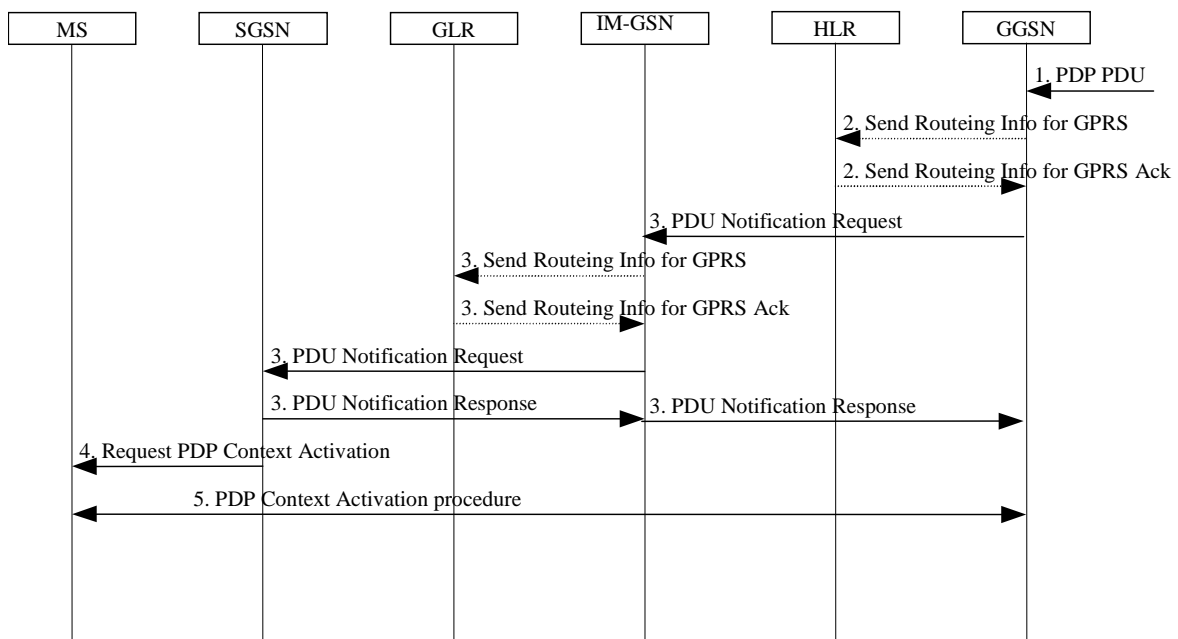 MS
SGSN
GLR
IM-GSN
HLR
GGSN
1. PDP PDU
2. Send Routeing Info for GPRS
2. Send Routeing Info for GPRS Ack
3. PDU Notification Request
3. Send Routeing Info for GPRS
3. Send Routeing Info for GPRS Ack
3. PDU Notification Request
3. PDU Notification Response
3. PDU Notification Response
4. Request PDP Context Activation
5. PDP Context Activation procedure